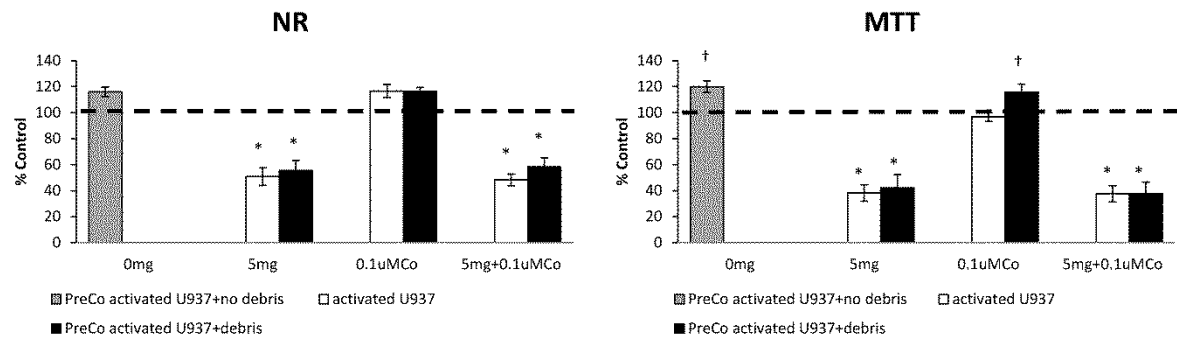 NR
% Control
140
120
100
80
60
40
20
0
*
*
*
*
0mg
5mg
0.1uMCo
5mg+0.1uMCo
PreCo activated U937+no debris
activated U937
PreCo activated U937+debris
MTT
% Control
140
120
100
80
60
40
20
0
†
*
*
†
*
*
0mg
5mg
0.1uMCo
5mg+0.1uMCo
PreCo activated U937+no debris
activated U937
PreCo activated U937+debris